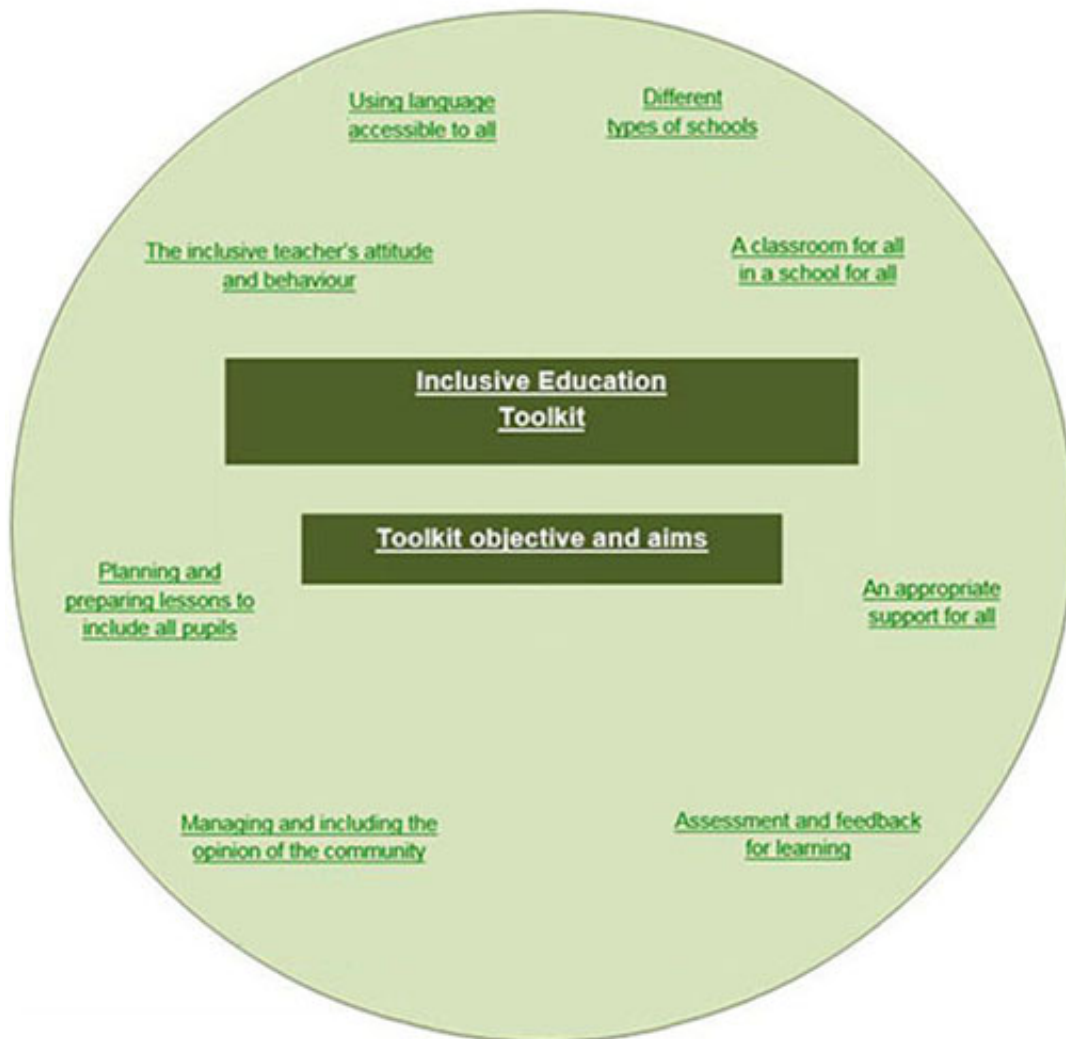 Using language
accessible to all
Different
types of schools
The inclusive teacher's attitude
and behaviour
A classroom for all
in a school for all
Inclusive Education
Toolkit
Toolkit objective and aims
Planning and
preparing lessons to
include all pupils
An appropriate
support for all
Managing and including the
opinion of the community
Assessment and feedback
for learning